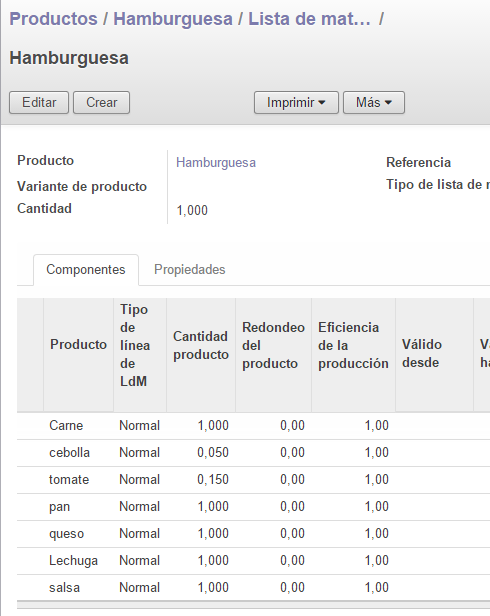 Productos / Hamburguesa / Lista de mat... /
Hamburguesa
Editar Crear Imprimir Más
Producto Hamburguesa Referencia
Variante de producto Tipo de lista de
Cantidad 1,000
Componentes Propiedades
Producto Tipo de línea de LdM Cantidad producto Redondeo del producto Eficiencia de la producción Válido desde
Carne Normal 1,000 0,00 1,00
cebolla Normal 0,050 0,00 1,00
tomate Normal 0,150 0,00 1,00
pan Normal 1,000 0,00 1,00
queso Normal 1,000 0,00 1,00
Lechuga Normal 1,000 0,00 1,00
salsa Normal 1,000 0,00 1,00